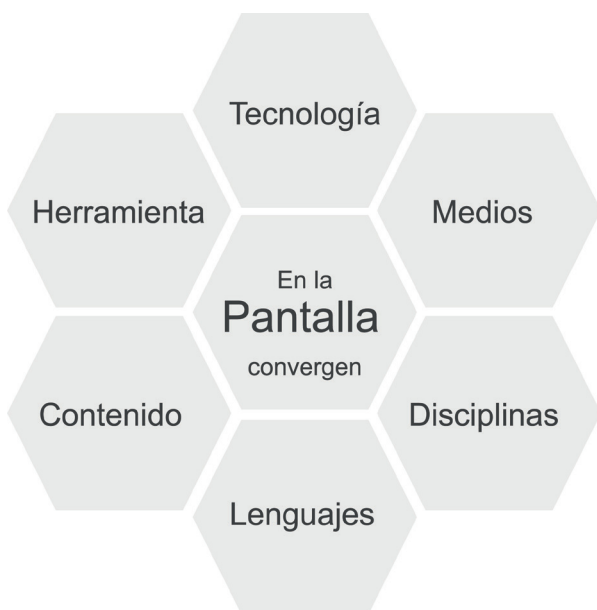 Tecnología
Herramienta
Medios
En la
Pantalla
convergen
Contenido
Disciplinas
Lenguajes